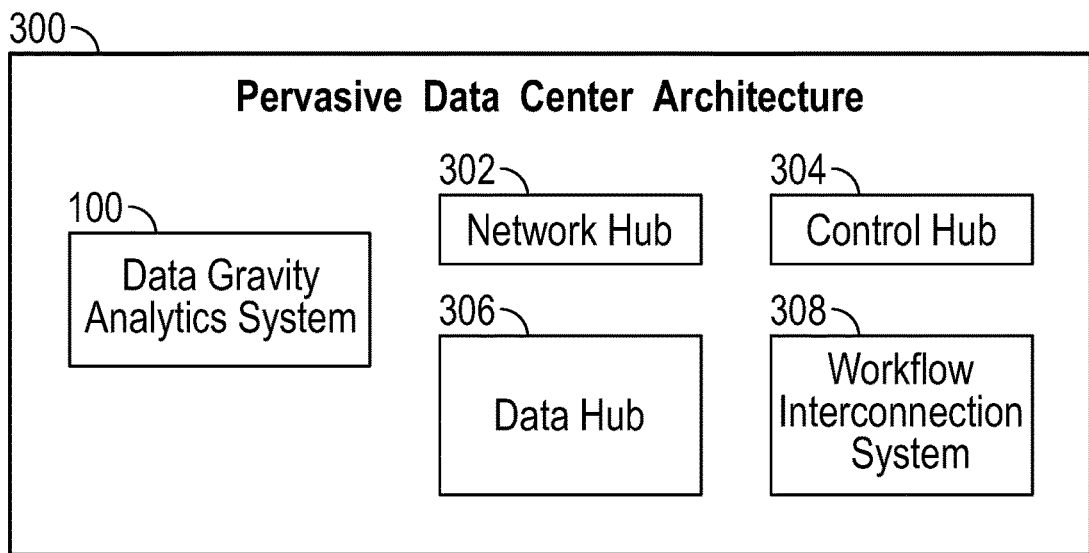 300
Pervasive Data Center Architecture
100
Data Gravity
Analytics System
302
Network Hub
304
Control Hub
306
Data Hub
308
Workflow
Interconnection
System